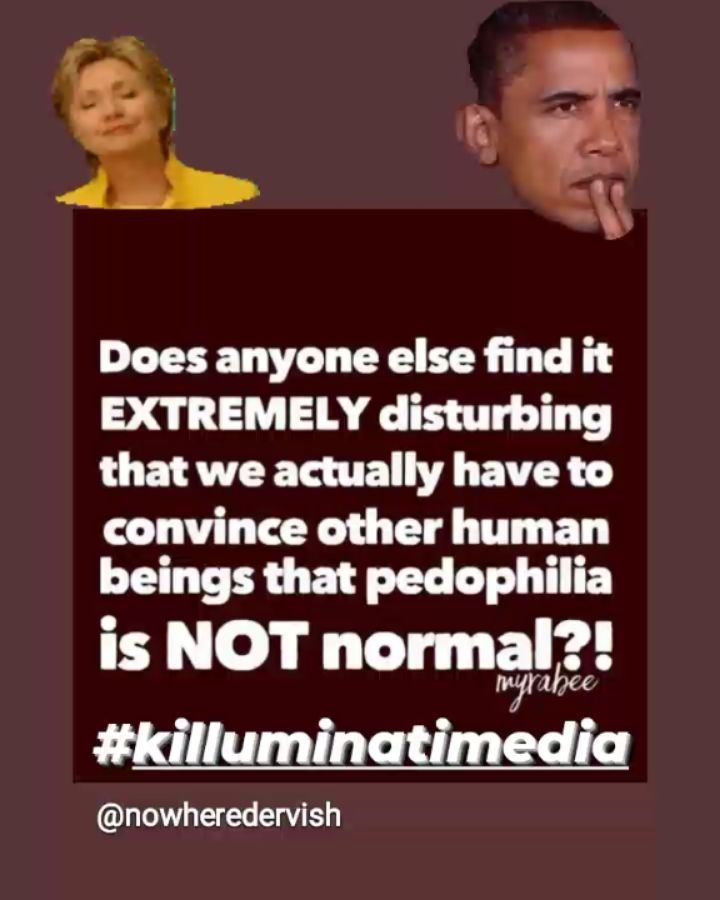 Does anyone else find it
EXTREMELY disturbing
that we actually have to
convince other human
beings that pedophilia
is NOT normal?!
myrabee
#killuminatimedia
@nowheredervish